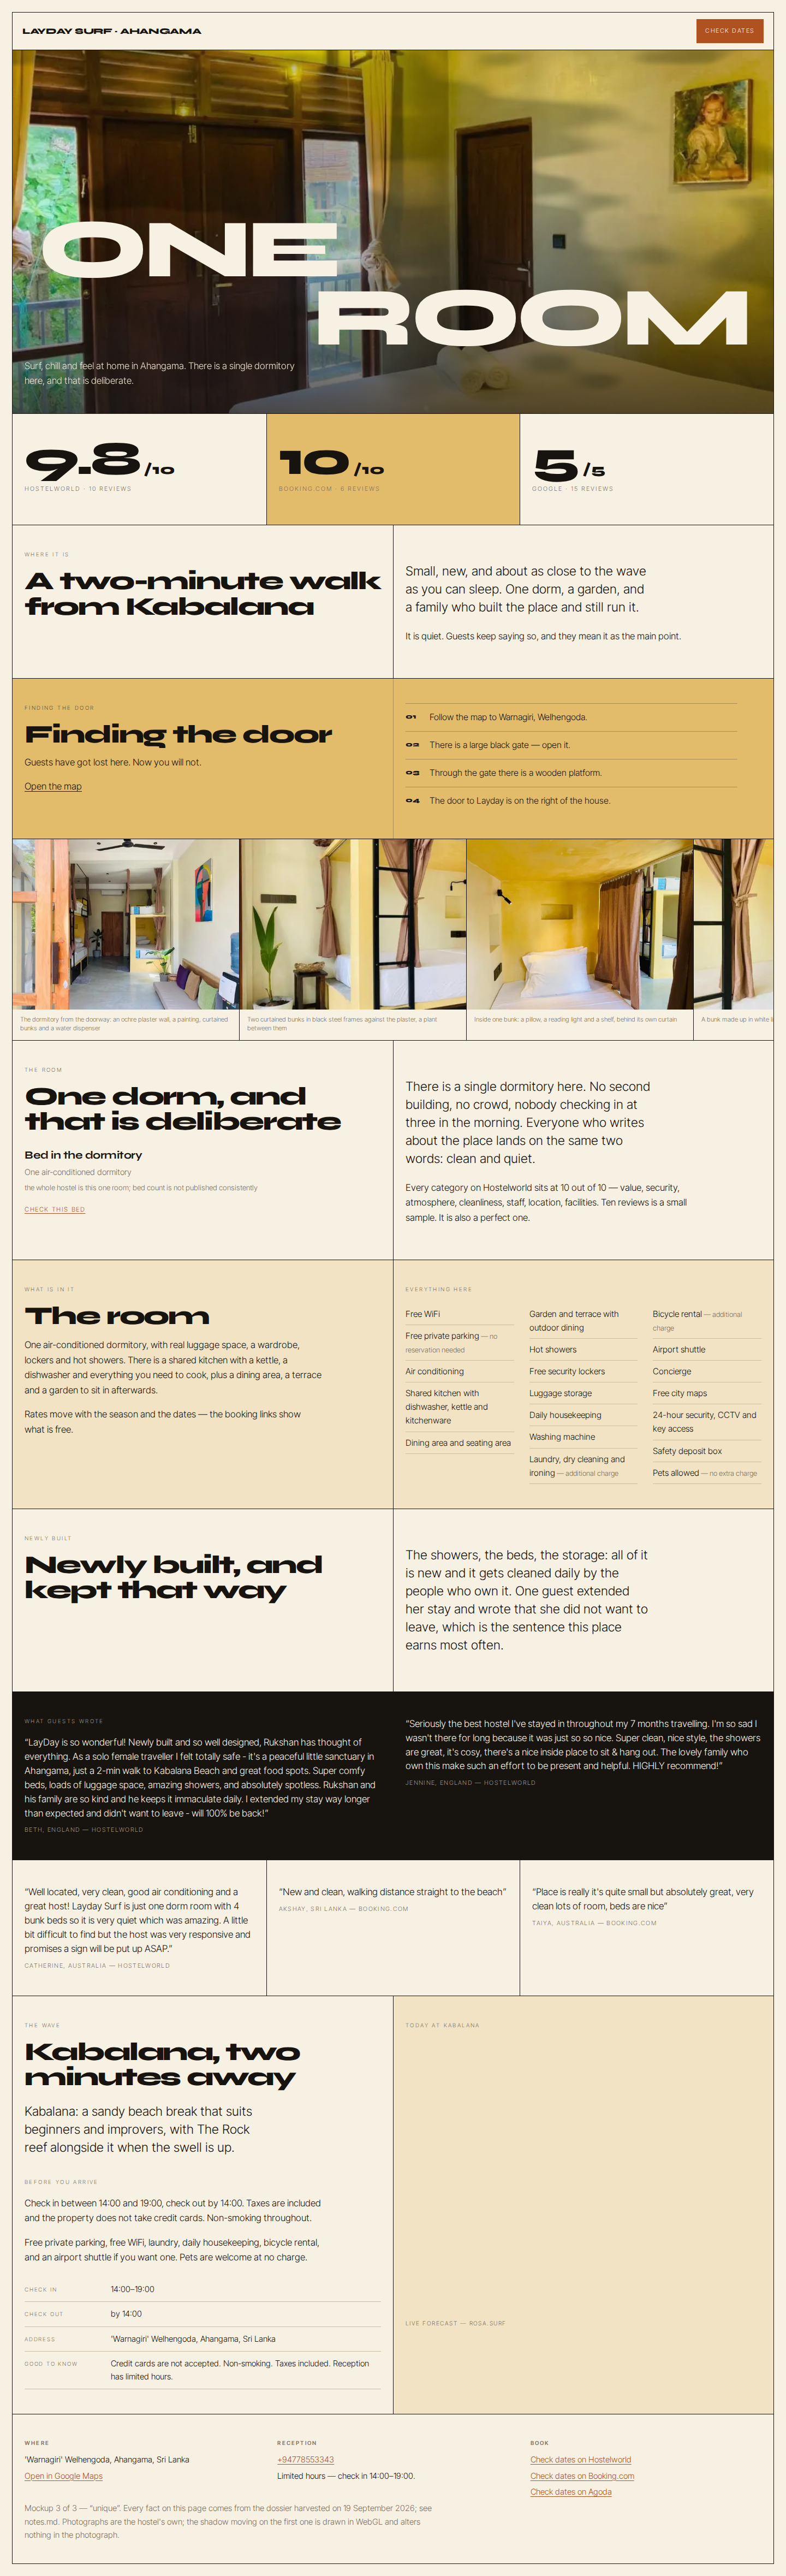 LAYDAY SURF · AHANGAMA
CHECK DATES
ONE
ROOM
Surf, chill and feel at home in Ahangama. There is a single dormitory
here, and that is deliberate.
9.8 /10
HOSTELWORLD · 10 REVIEWS
10 /10
BOOKING.COM · 6 REVIEWS
5 /5
GOOGLE · 15 REVIEWS
WHERE IT IS
A two-minute walk
from Kabalana
Small, new, and about as close to the wave
as you can sleep. One dorm, a garden, and
a family who built the place and still run it.
It is quiet. Guests keep saying so, and they mean it as the main point.
FINDING THE DOOR
Finding the door
Guests have got lost here. Now you will not.
Open the map
01 Follow the map to Warnagiri, Welhengoda.
02 There is a large black gate — open it.
03 Through the gate there is a wooden platform.
04 The door to Layday is on the right of the house.
The dormitory from the doorway: an ochre plaster wall, a painting, curtained
bunks and a water dispenser
Two curtained bunks in black steel frames against the plaster, a plant
between them
Inside one bunk: a pillow, a reading light and a shelf, behind its own curtain
A bunk made up in white
THE ROOM
One dorm, and
that is deliberate
Bed in the dormitory
One air-conditioned dormitory
the whole hostel is this one room; bed count is not published consistently
CHECK THIS BED
There is a single dormitory here. No second
building, no crowd, nobody checking in at
three in the morning. Everyone who writes
about the place lands on the same two
words: clean and quiet.
Every category on Hostelworld sits at 10 out of 10 — value, security,
atmosphere, cleanliness, staff, location, facilities. Ten reviews is a small
sample. It is also a perfect one.
WHAT IS IN IT
The room
One air-conditioned dormitory, with real luggage space, a wardrobe,
lockers and hot showers. There is a shared kitchen with a kettle, a
dishwasher and everything you need to cook, plus a dining area, a terrace
and a garden to sit in afterwards.
Rates move with the season and the dates — the booking links show
what is free.
EVERYTHING HERE
Free WiFi
Free private parking — no
reservation needed
Air conditioning
Shared kitchen with
dishwasher, kettle and
kitchenware
Dining area and seating area
Garden and terrace with
outdoor dining
Hot showers
Free security lockers
Luggage storage
Daily housekeeping
Washing machine
Laundry, dry cleaning and
ironing — additional charge
Bicycle rental — additional
charge
Airport shuttle
Concierge
Free city maps
24-hour security, CCTV and
key access
Safety deposit box
Pets allowed — no extra charge
NEWLY BUILT
Newly built, and
kept that way
The showers, the beds, the storage: all of it
is new and it gets cleaned daily by the
people who own it. One guest extended
her stay and wrote that she did not want to
leave, which is the sentence this place
earns most often.
WHAT GUESTS WROTE
“LayDay is so wonderful! Newly built and so well designed, Rukshan has thought of
everything. As a solo female traveller I felt totally safe - it's a peaceful little sanctuary in
Ahangama, just a 2-min walk to Kabalana Beach and great food spots. Super comfy
beds, loads of luggage space, amazing showers, and absolutely spotless. Rukshan and
his family are so kind and he keeps it immaculate daily. I extended my stay way longer
than expected and didn't want to leave - will 100% be back!”
BETH, ENGLAND — HOSTELWORLD
“Seriously the best hostel I've stayed in throughout my 7 months travelling. I'm so sad I
wasn't there for long because it was just so so nice. Super clean, nice style, the showers
are great, it's cosy, there's a nice inside place to sit & hang out. The lovely family who
own this make such an effort to be present and helpful. HIGHLY recommend!”
JENNINE, ENGLAND — HOSTELWORLD
“Well located, very clean, good air conditioning and a
great host! Layday Surf is just one dorm room with 4
bunk beds so it is very quiet which was amazing. A little
bit difficult to find but the host was very responsive and
promises a sign will be put up ASAP.”
CATHERINE, AUSTRALIA — HOSTELWORLD
“New and clean, walking distance straight to the beach”
AKSHAY, SRI LANKA — BOOKING.COM
“Place is really it's quite small but absolutely great, very
clean lots of room, beds are nice”
TAIYA, AUSTRALIA — BOOKING.COM
THE WAVE
Kabalana, two
minutes away
Kabalana: a sandy beach break that suits
beginners and improvers, with The Rock
reef alongside it when the swell is up.
BEFORE YOU ARRIVE
Check in between 14:00 and 19:00, check out by 14:00. Taxes are included
and the property does not take credit cards. Non-smoking throughout.
Free private parking, free WiFi, laundry, daily housekeeping, bicycle rental,
and an airport shuttle if you want one. Pets are welcome at no charge.
CHECK IN 14:00–19:00
CHECK OUT by 14:00
ADDRESS 'Warnagiri' Welhengoda, Ahangama, Sri Lanka
GOOD TO KNOW Credit cards are not accepted. Non-smoking. Taxes included. Reception
has limited hours.
TODAY AT KABALANA
LIVE FORECAST — ROSA SURF
WHERE
'Warnagiri' Welhengoda, Ahangama, Sri Lanka
Open in Google Maps
RECEPTION
+94778553343
Limited hours — check in 14:00–19:00.
BOOK
Check dates on Hostelworld
Check dates on Booking.com
Check dates on Agoda
Mockup 3 of 3 — “unique”. Every fact on this page comes from the dossier harvested on 19 September 2026; see
notes.md. Photographs are the hostel's own; the shadow moving on the first one is drawn in WebGL and alters
nothing in the photograph.